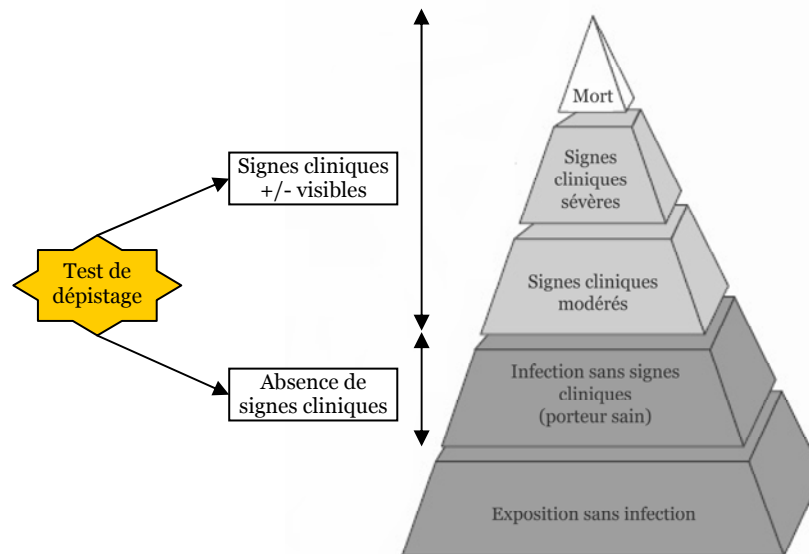 Mort
Signes
cliniques
sévères
Signes cliniques
+/- visibles
Test de
dépistage
Signes cliniques
modérés
Absence de
signes cliniques
Infection sans signes
cliniques
(porteur sain)
Exposition sans infection